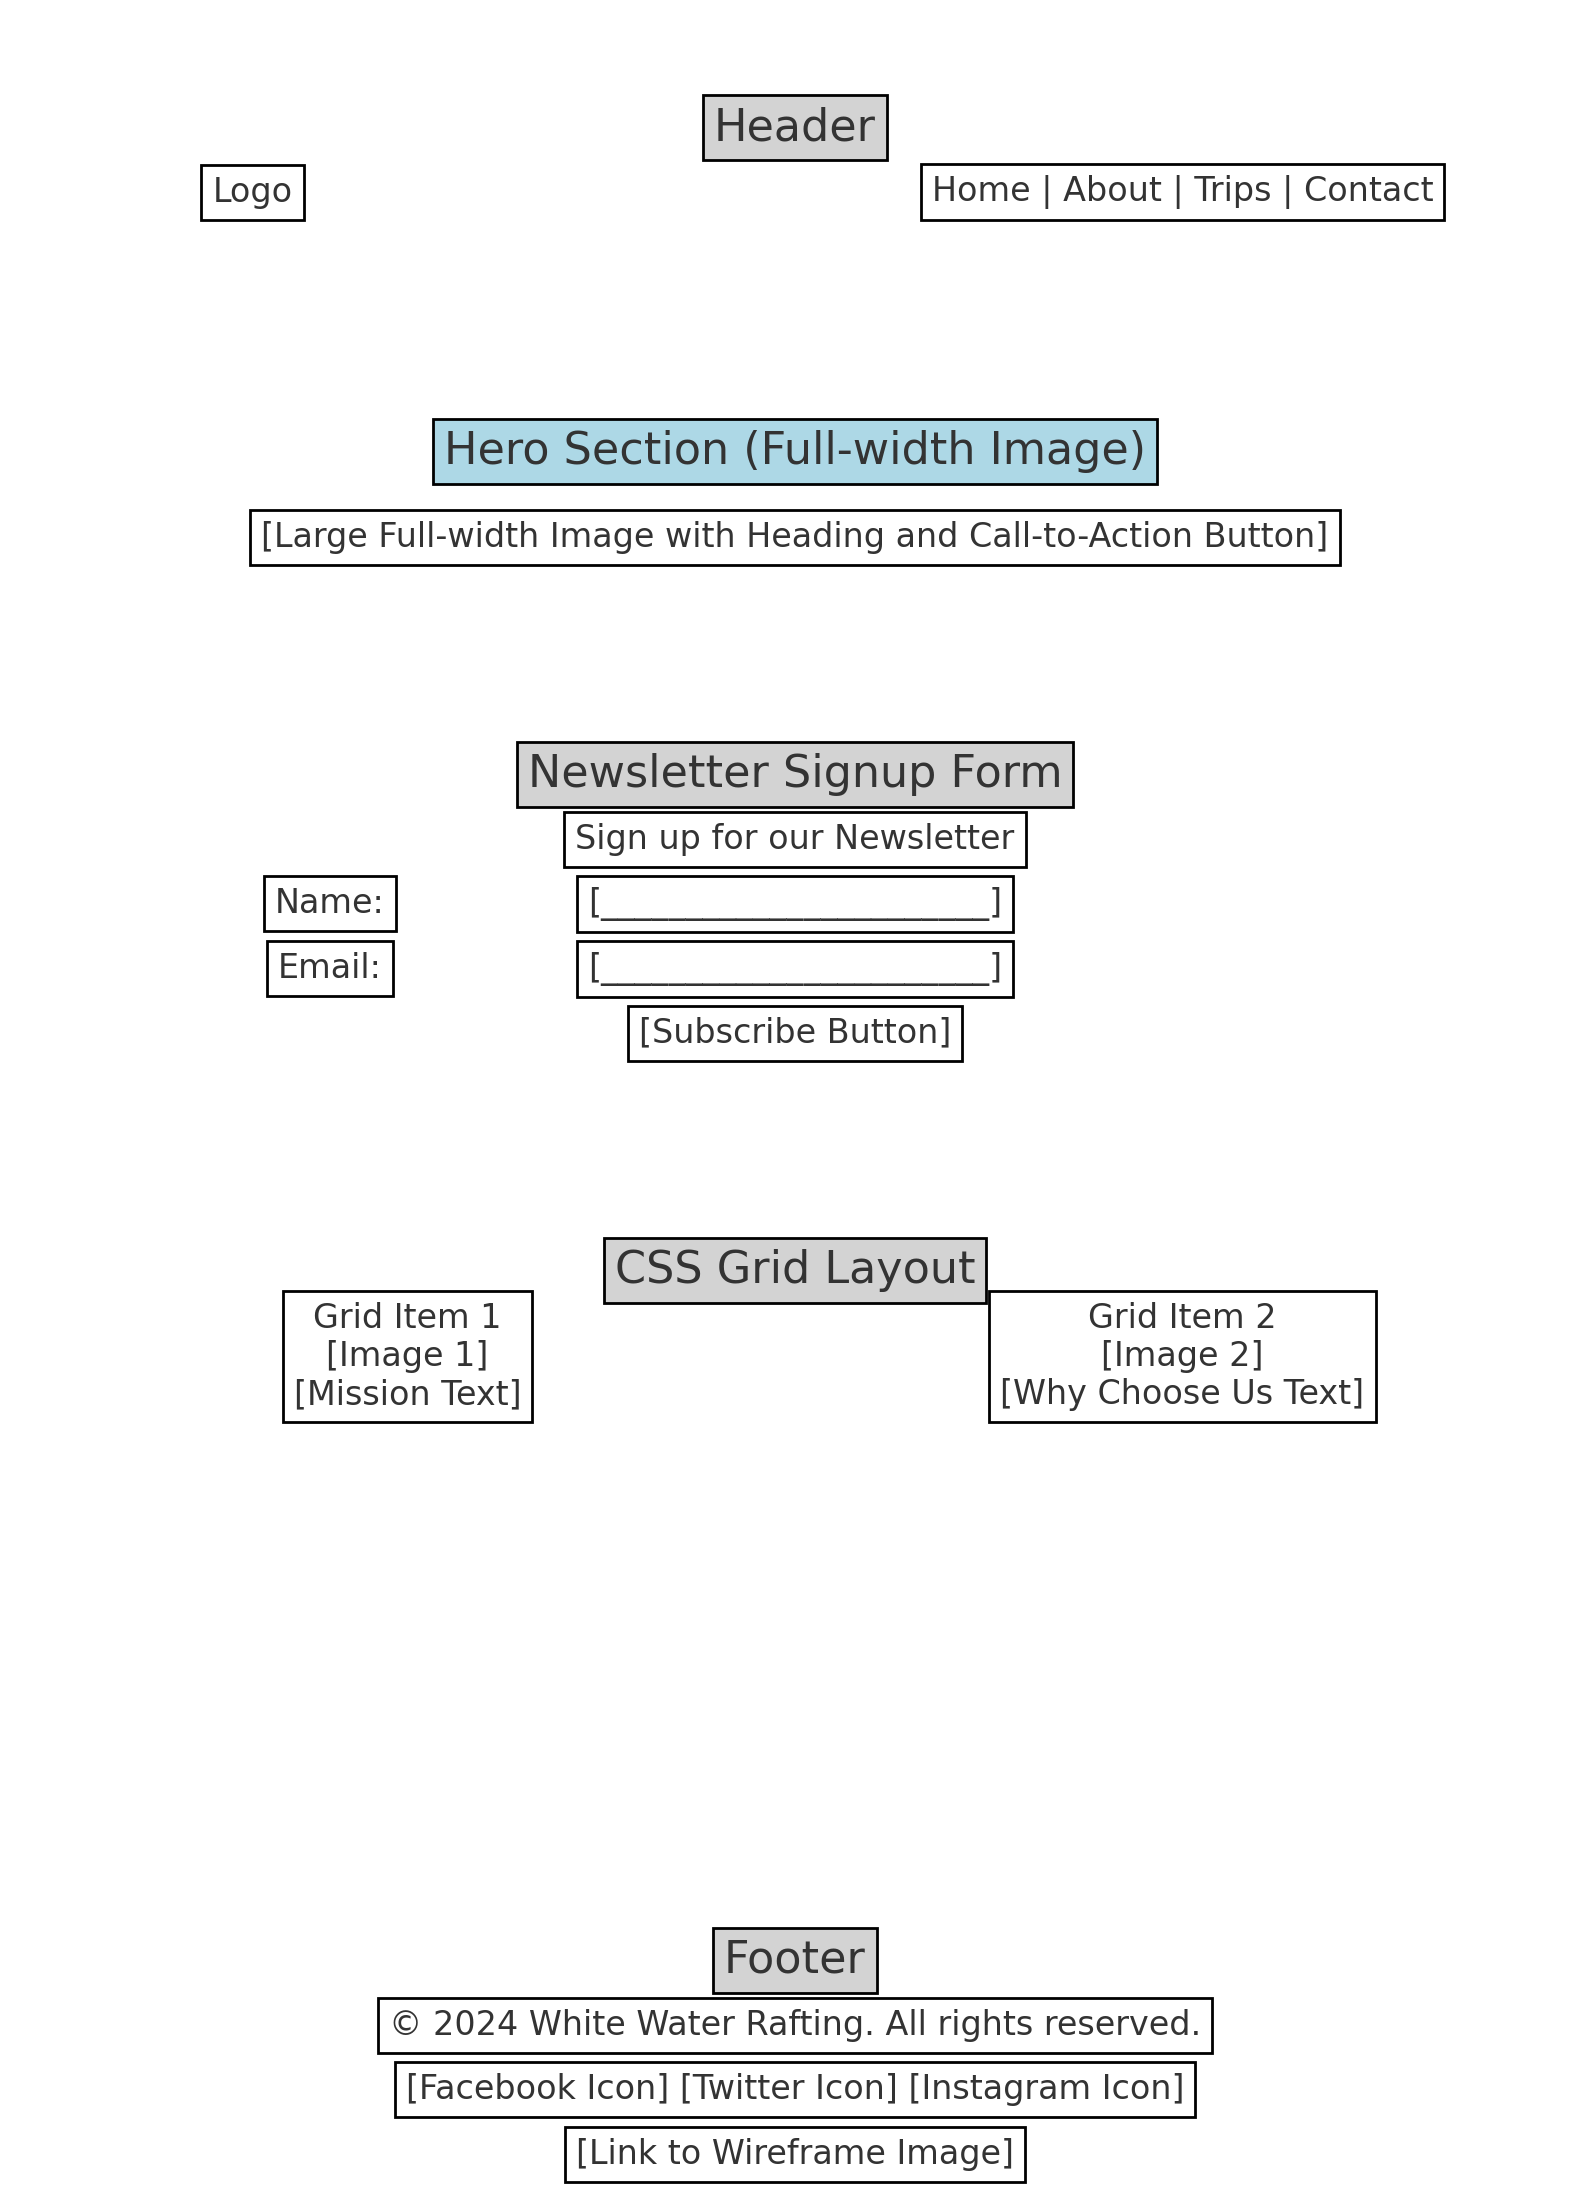 Header
Logo
Home | About | Trips | Contact
Hero Section (Full-width Image)
[Large Full-width Image with Heading and Call-to-Action Button]
Newsletter Signup Form
Sign up for our Newsletter
Name:
[_______________________]
Email:
[_______________________]
[Subscribe Button]
CSS Grid Layout
Grid Item 1
[Image 1]
[Mission Text]
Grid Item 2
[Image 2]
[Why Choose Us Text]
Footer
© 2024 White Water Rafting. All rights reserved.
[Facebook Icon] [Twitter Icon] [Instagram Icon]
[Link to Wireframe Image]